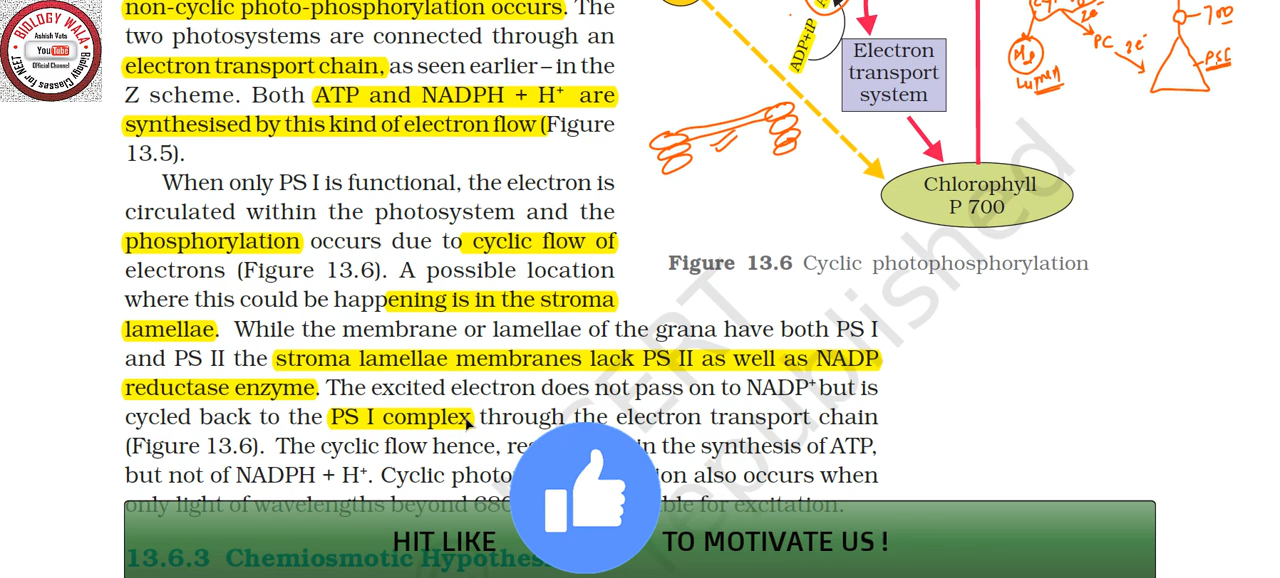 non-cyclic photo-phosphorylation occurs. The
two photosystems are connected through an
electron transport chain, as seen earlier – in the
Z scheme. Both ATP and NADPH + H⁺ are
synthesised by this kind of electron flow (Figure
13.5).
When only PS I is functional, the electron is
circulated within the photosystem and the
phosphorylation occurs due to cyclic flow of
electrons (Figure 13.6). A possible location
where this could be happening is in the stroma
lamellae. While the membrane or lamellae of the grana have both PS I
and PS II the stroma lamellae membranes lack PS II as well as NADP
reductase enzyme. The excited electron does not pass on to NADP⁺ but is
cycled back to the PS I complex through the electron transport chain
(Figure 13.6). The cyclic flow hence, in the synthesis of ATP,
but not of NADPH + H⁺. Cyclic also occurs when
only light of wavelengths beyond for excitation.
13.6.3 Chemiosmotic
HIT LIKE TO MOTIVATE US !
BIOLOGY WALA
Ashish Vats
YouTube
Official Channel
Biology Classes for NEET
ADP+iP
Electron
transport
system
Chlorophyll
P 700
Figure 13.6 Cyclic photophosphorylation
700
PC 2e⁻
PSI
Lumen
republished